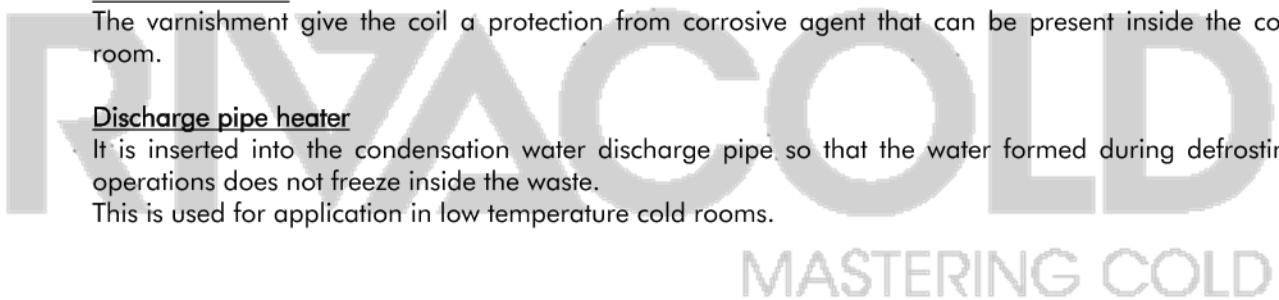 The varnishment give the coil a protection from corrosive agent that can be present inside the co
room.
Discharge pipe heater
It is inserted into the condensation water discharge pipe so that the water formed during defrostin
operations does not freeze inside the waste.
This is used for application in low temperature cold rooms.
RIVACOLD
MASTERING COLD